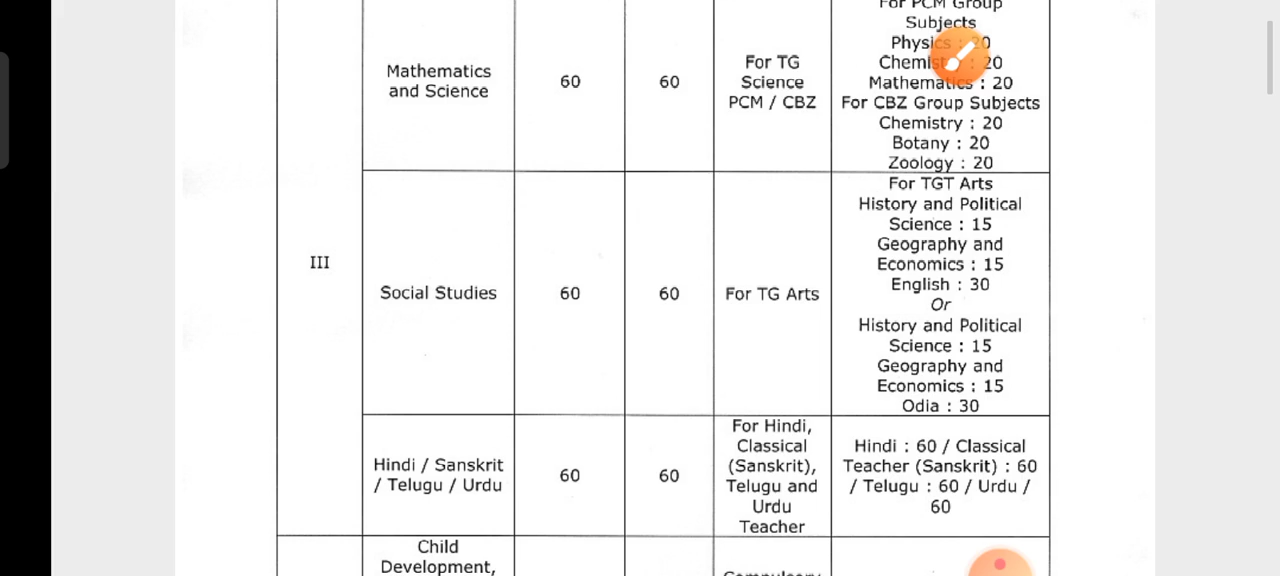 For PCM Group
Subjects
Physics : 20
Mathematics
and Science
60
60
For TG
Science
PCM / CBZ
Chemist : 20
Mathematics : 20
For CBZ Group Subjects
Chemistry : 20
Botany : 20
Zoology : 20
III
Social Studies
60
60
For TG Arts
For TGT Arts
History and Political
Science : 15
Geography and
Economics : 15
English : 30
Or
History and Political
Science : 15
Geography and
Economics : 15
Odia : 30
Hindi / Sanskrit
/ Telugu / Urdu
60
60
For Hindi,
Classical
(Sanskrit),
Telugu and
Urdu
Teacher
Hindi : 60 / Classical
Teacher (Sanskrit) : 60
/ Telugu : 60 / Urdu /
60
Child
Development,
Compulsory